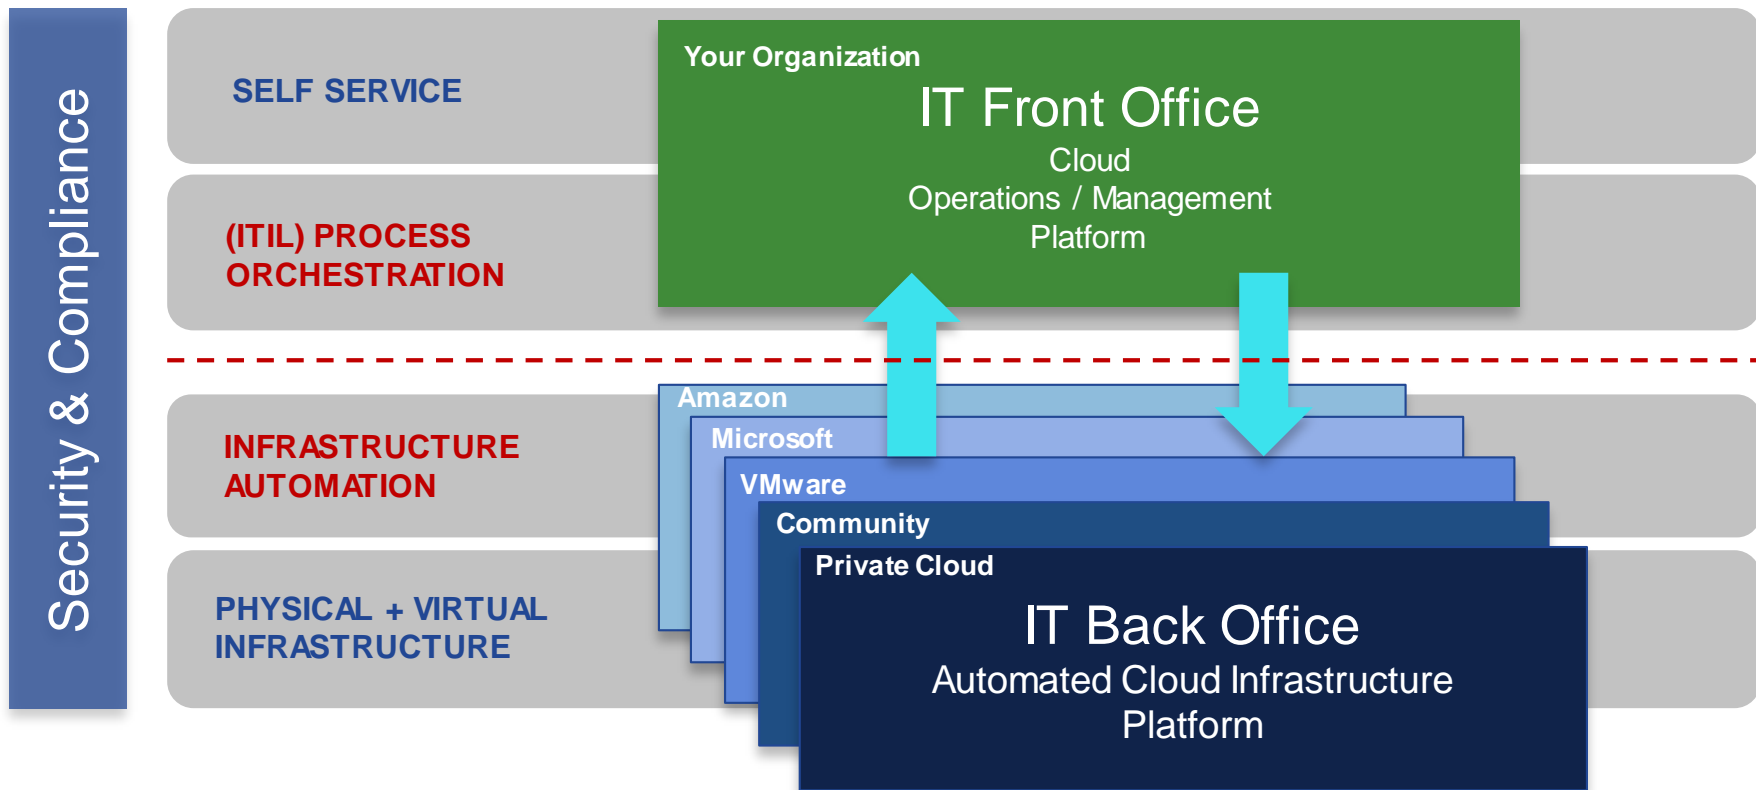 Security & Compliance
SELF SERVICE
Your Organization
IT Front Office
Cloud
Operations / Management
Platform
(ITIL) PROCESS
ORCHESTRATION
INFRASTRUCTURE
AUTOMATION
Amazon
Microsoft
VMware
Community
Private Cloud
PHYSICAL + VIRTUAL
INFRASTRUCTURE
IT Back Office
Automated Cloud Infrastructure
Platform